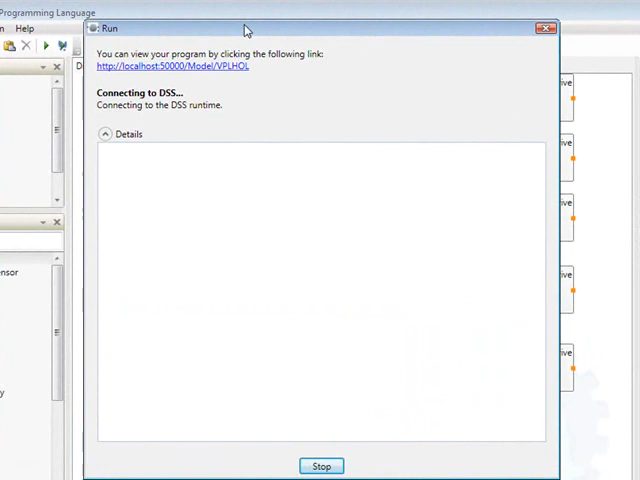 Programming Language
Help
Run
You can view your program by clicking the following link:
http://localhost:50000/Model/VPLHOL
Connecting to DSS...
Connecting to the DSS runtime.
Details
Stop